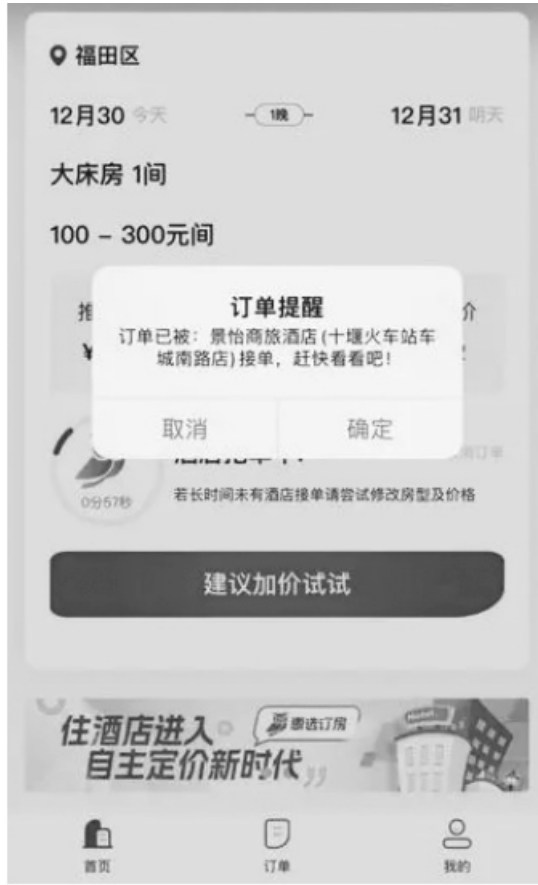 福田区
12月30 今天
1晚
12月31 明天
大床房 1间
100 – 300元间
推
价
¥
订单提醒
订单已被：景怡商旅酒店(十堰火车站车
城南路店)接单，赶快看看吧！
取消
确定
0分57秒
若长时间未有酒店接单请尝试修改房型及价格
建议加价试试
住酒店进入
惠选订房
自主定价新时代
Hotel
首页
订单
我的